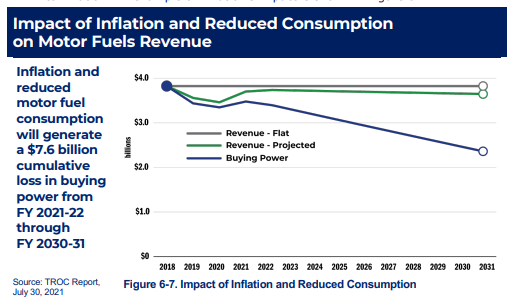 Impact of Inflation and Reduced Consumption
on Motor Fuels Revenue
Inflation and
reduced
motor fuel
consumption
will generate
a $7.6 billion
cumulative
loss in buying
power from
FY 2021-22
through
FY 2030-31
$4.0
$3.0
$2.0
$1.0
$0
billions
Revenue - Flat
Revenue - Projected
Buying Power
2018 2019 2020 2021 2022 2023 2024 2025 2026 2027 2028 2029 2030 2031
Source: TROC Report,
July 30, 2021
Figure 6-7. Impact of Inflation and Reduced Consumption